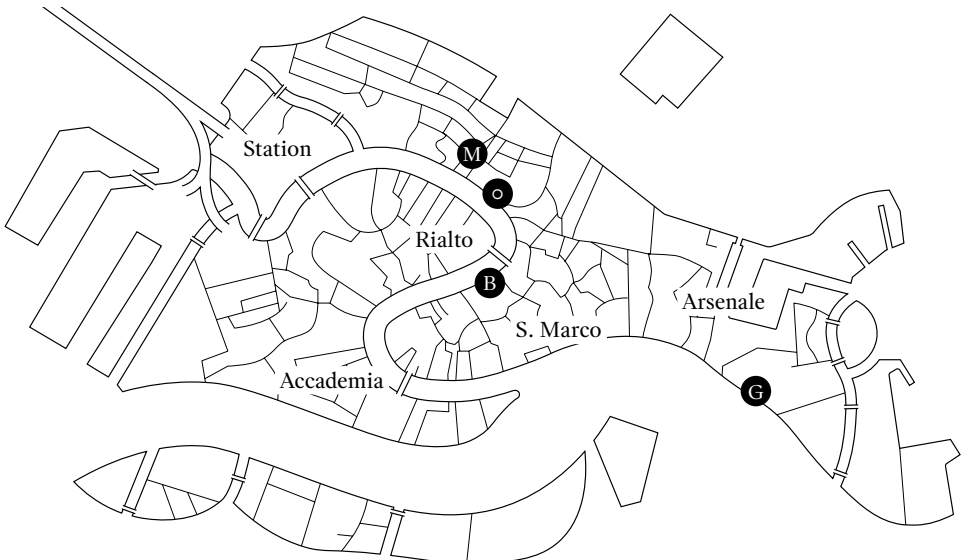 Station
M
O
Rialto
B
Arsenale
S. Marco
Accademia
G